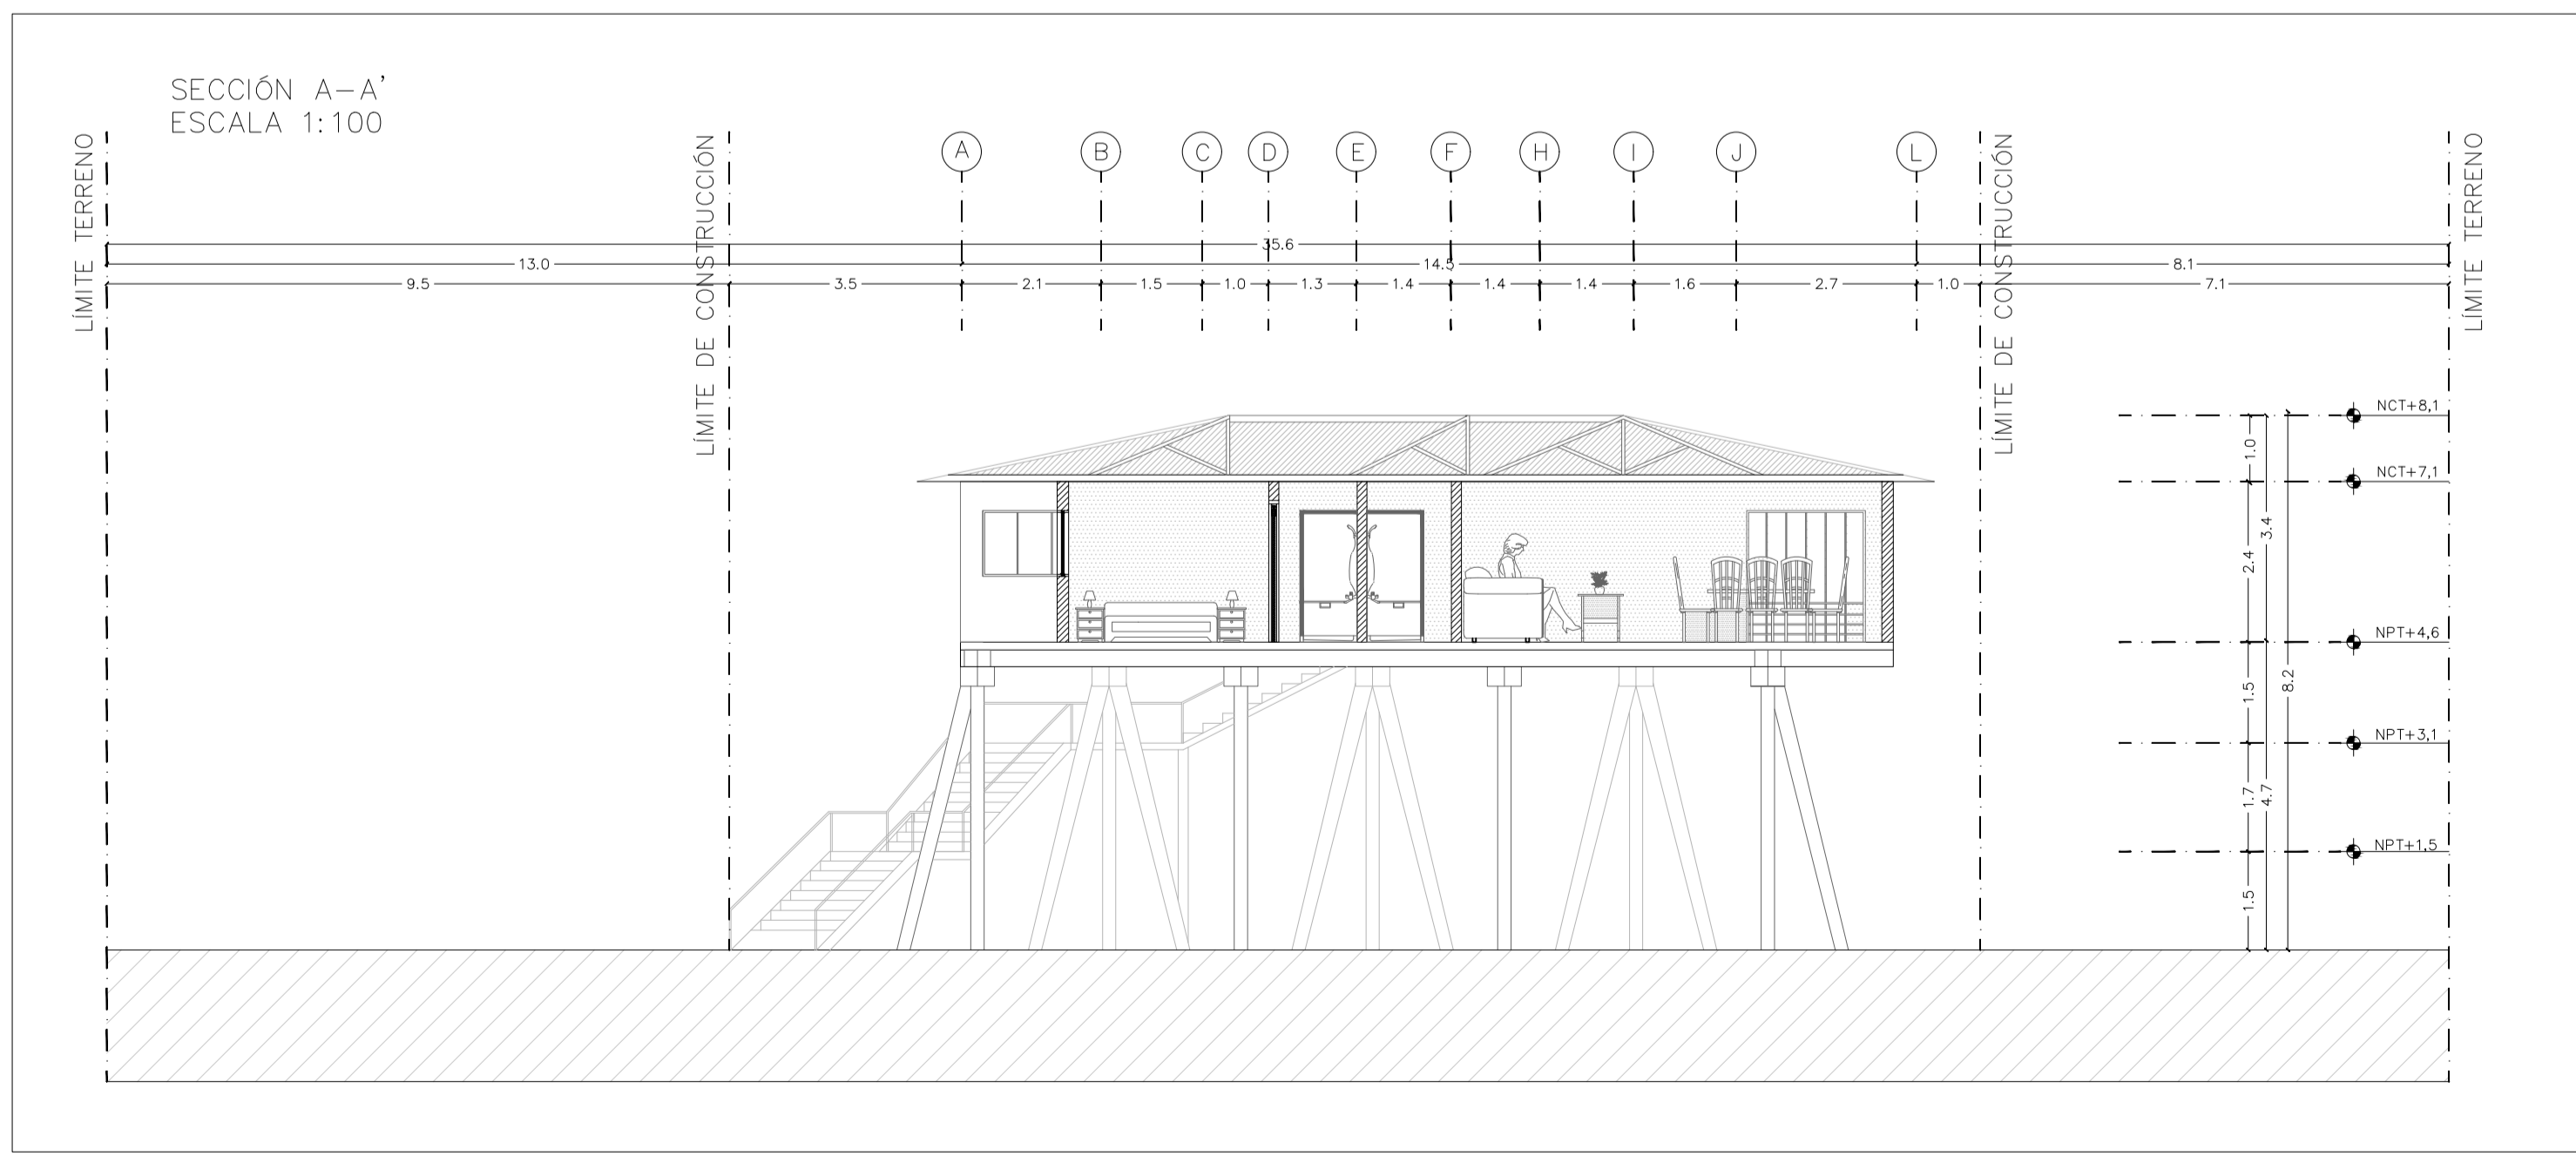 SECCIÓN A-A'
ESCALA 1:100
LÍMITE TERRENO
LÍMITE DE CONSTRUCCIÓN
A B C D E F H I J L
LÍMITE DE CONSTRUCCIÓN
LÍMITE TERRENO
35.6
13.0 14.5 8.1
9.5 3.5 2.1 1.5 1.0 1.3 1.4 1.4 1.4 1.6 2.7 1.0 7.1
NCT+8,1
1.0
NCT+7,1
3.4
2.4
NPT+4,6
8.2
1.5
NPT+3,1
1.7
4.7
NPT+1,5
1.5